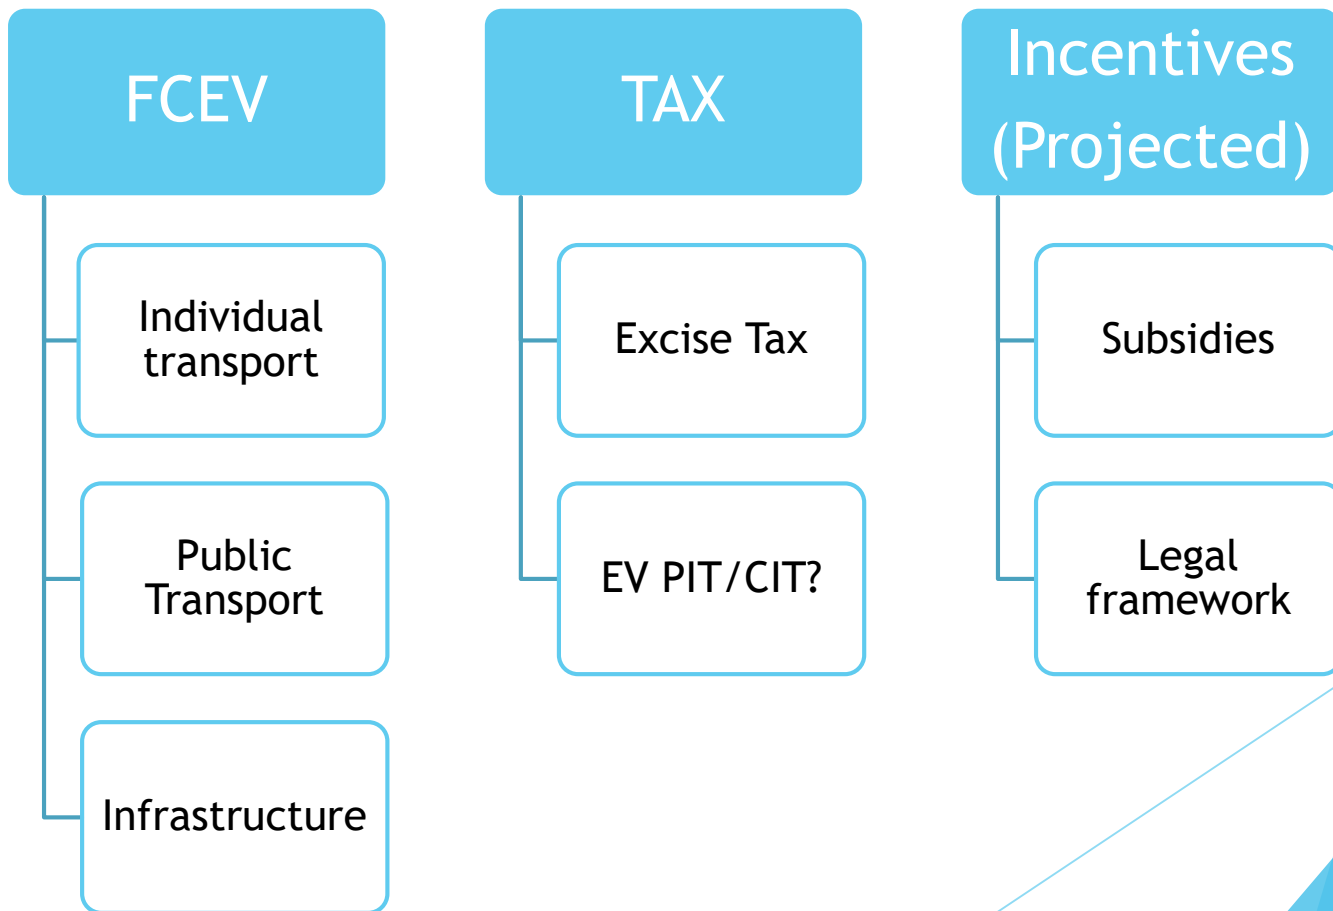 FCEV
Individual
transport
Public
Transport
Infrastructure
TAX
Excise Tax
EV PIT/CIT?
Incentives
(Projected)
Subsidies
Legal
framework